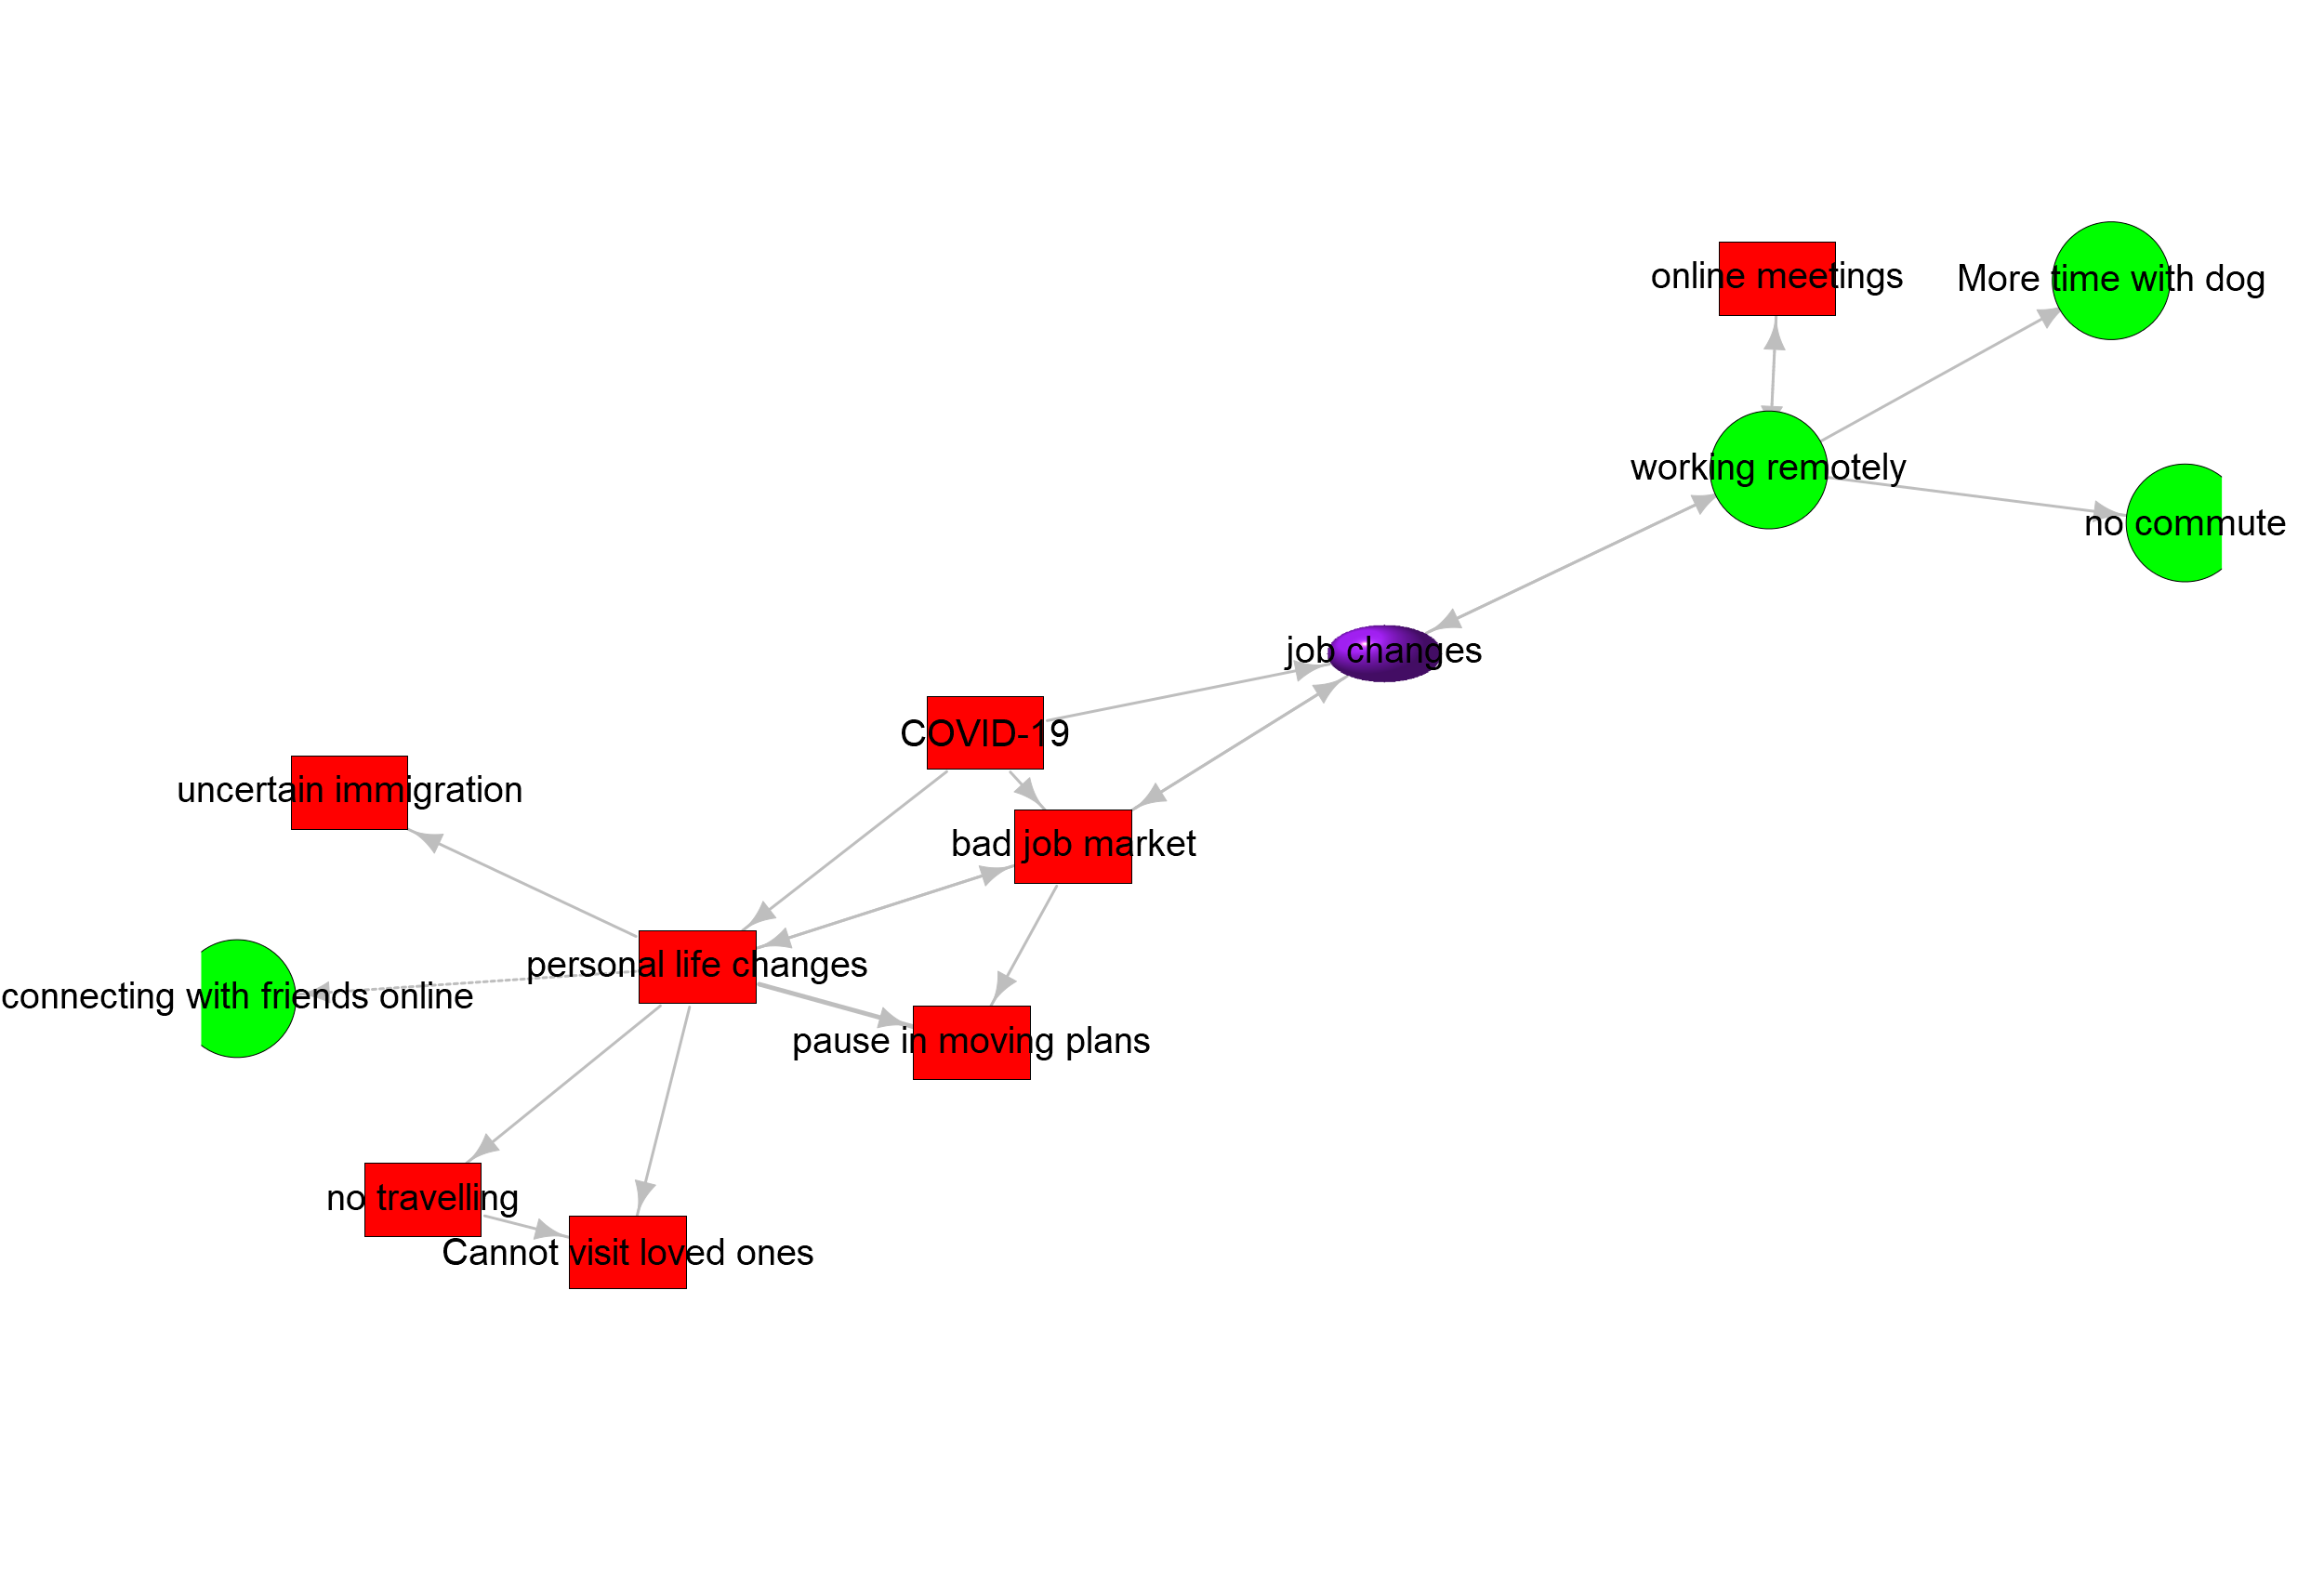 online meetings
More time with dog
working remotely
no commute
job changes
COVID-19
uncertain immigration
bad job market
personal life changes
connecting with friends online
pause in moving plans
no travelling
Cannot visit loved ones